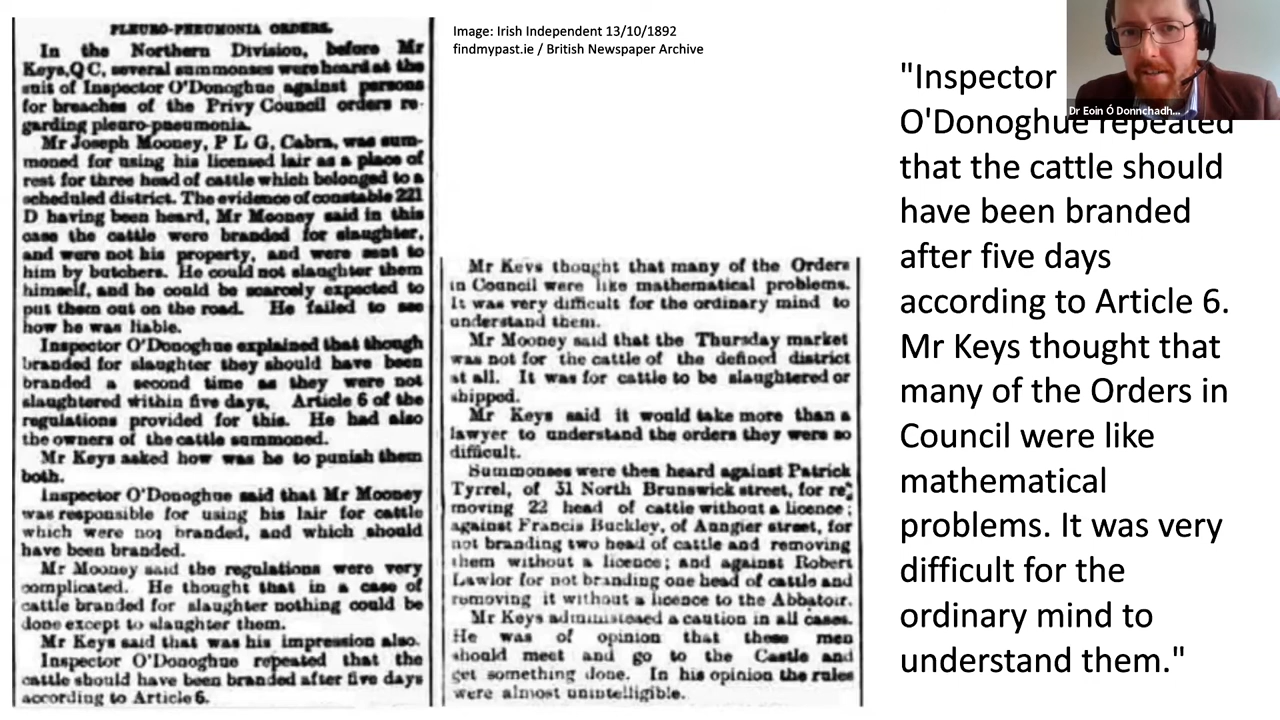 PLEURO-PNEUMONIA ORDERS.
In the Northern Division, before Mr
Keys, QC, several summonses were heard at the
suit of Inspector O'Donoghue against persons
for breaches of the Privy Council orders re-
garding pleuro-pneumonia.
Mr Joseph Mooney, P L G, Cabra, was sum-
moned for using his licensed lair as a place of
rest for three head of cattle which belonged to a
scheduled district. The evidence of constable 221
D having been heard, Mr Mooney said in this
case the cattle were branded for slaughter,
and were not his property, and were sent to
him by butchers. He could not slaughter them
himself, and he could be scarcely expected to
put them out on the road. He failed to see
how he was liable.
Inspector O'Donoghue explained that though
branded for slaughter they should have been
branded a second time as they were not
slaughtered within five days. Article 6 of the
regulations provided for this. He had also
the owners of the cattle summoned.
Mr Keys asked how was he to punish them
both.
Inspector O'Donoghue said that Mr Mooney
was responsible for using his lair for cattle
which were not branded, and which should
have been branded.
Mr Mooney said the regulations were very
complicated. He thought that in a case of
cattle branded for slaughter nothing could be
done except to slaughter them.
Mr Keys said that was his impression also.
Inspector O'Donoghue repeated that the
cattle should have been branded after five days
according to Article 6.
Image: Irish Independent 13/10/1892
findmypast.ie / British Newspaper Archive
Mr Keys thought that many of the Orders
in Council were like mathematical problems.
It was very difficult for the ordinary mind to
understand them.
Mr Mooney said that the Thursday market
was not for the cattle of the defined district
at all. It was for cattle to be slaughtered or
shipped.
Mr Keys said it would take more than a
lawyer to understand the orders they were so
difficult.
Summonses were then heard against Patrick
Tyrrel, of 31 North Brunswick street, for re-
moving 22 head of cattle without a licence;
against Francis Buckley, of Aungier street, for
not branding two head of cattle and removing
them without a licence; and against Robert
Lawlor for not branding one head of cattle and
removing it without a licence to the Abbatoir.
Mr Keys administered a caution in all cases.
He was of opinion that these men
should meet and go to the Castle and
get something done. In his opinion the rules
were almost unintelligible.
"Inspector
O'Donoghue repeated
that the cattle should
have been branded
after five days
according to Article 6.
Mr Keys thought that
many of the Orders in
Council were like
mathematical
problems. It was very
difficult for the
ordinary mind to
understand them."
Dr Eoin Ó Donnchadh...